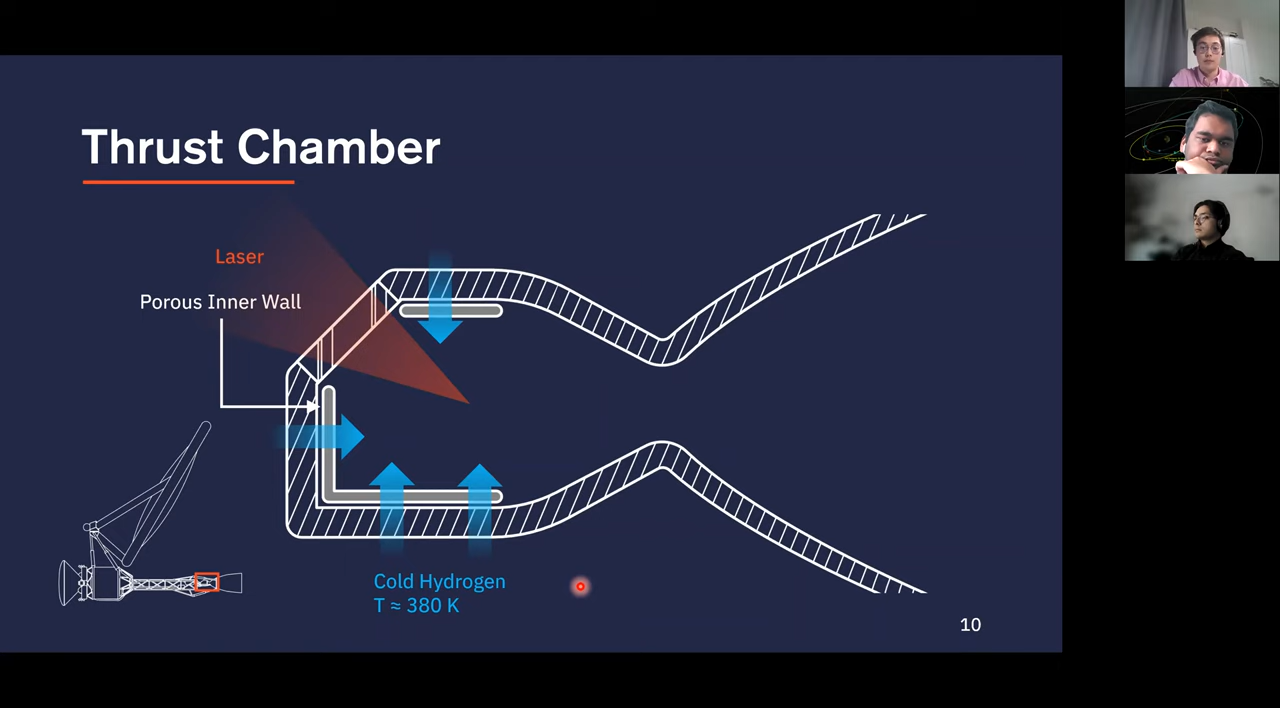 Thrust Chamber
Laser
Porous Inner Wall
Cold Hydrogen
T ≈ 380 K
10